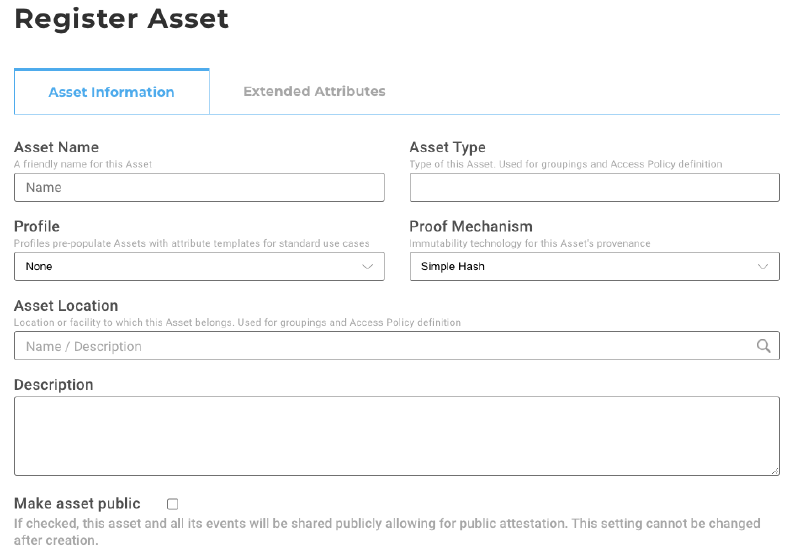 Register Asset
Asset Information
Extended Attributes
Asset Name
A friendly name for this Asset
Name
Asset Type
Type of this Asset. Used for groupings and Access Policy definition
Profile
Profiles pre-populate Assets with attribute templates for standard use cases
None
Proof Mechanism
Immutability technology for this Asset's provenance
Simple Hash
Asset Location
Location or facility to which this Asset belongs. Used for groupings and Access Policy definition
Name / Description
Description
Make asset public
If checked, this asset and all its events will be shared publicly allowing for public attestation. This setting cannot be changed
after creation.